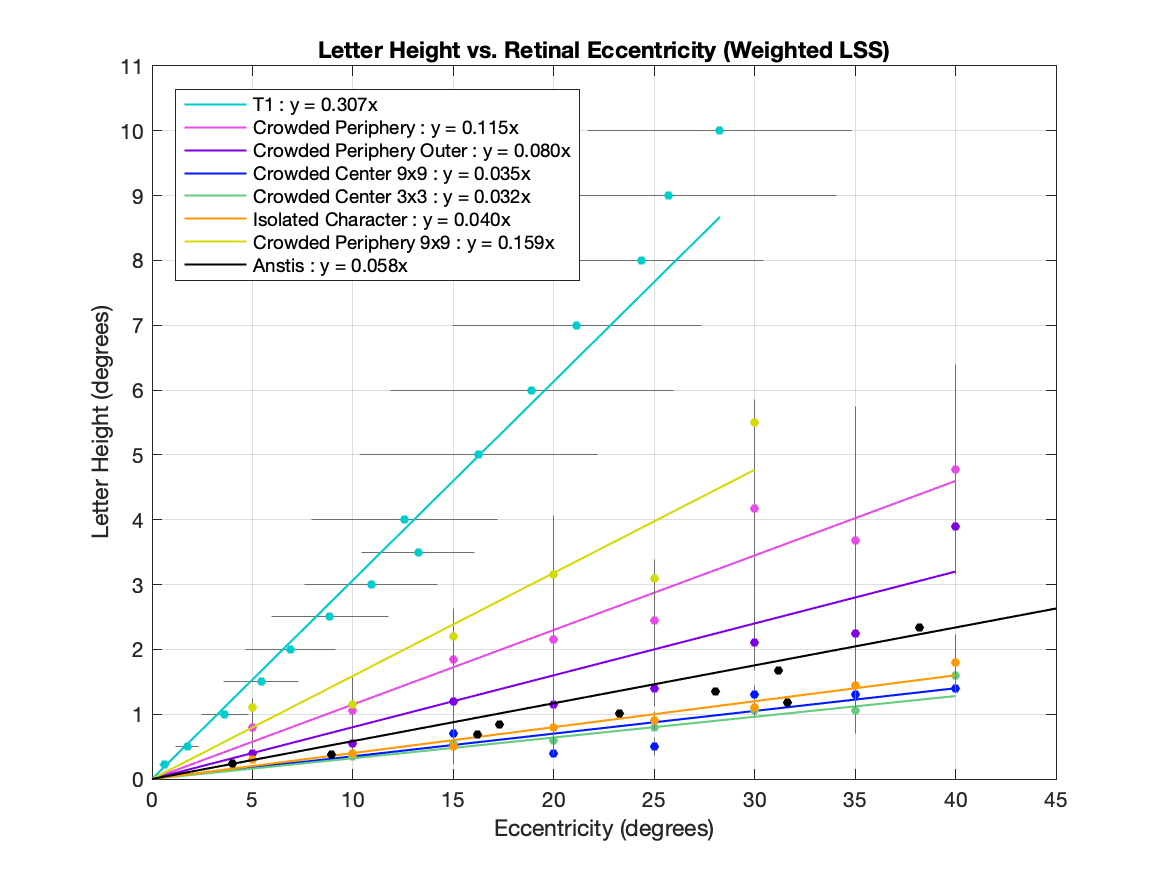 Letter Height vs. Retinal Eccentricity (Weighted LSS)
T1 : y = 0.307x
Crowded Periphery : y = 0.115x
Crowded Periphery Outer : y = 0.080x
Crowded Center 9x9 : y = 0.035x
Crowded Center 3x3 : y = 0.032x
Isolated Character : y = 0.040x
Crowded Periphery 9x9 : y = 0.159x
Anstis : y = 0.058x
Letter Height (degrees)
11
10
9
8
7
6
5
4
3
2
1
0
0 5 10 15 20 25 30 35 40 45
Eccentricity (degrees)